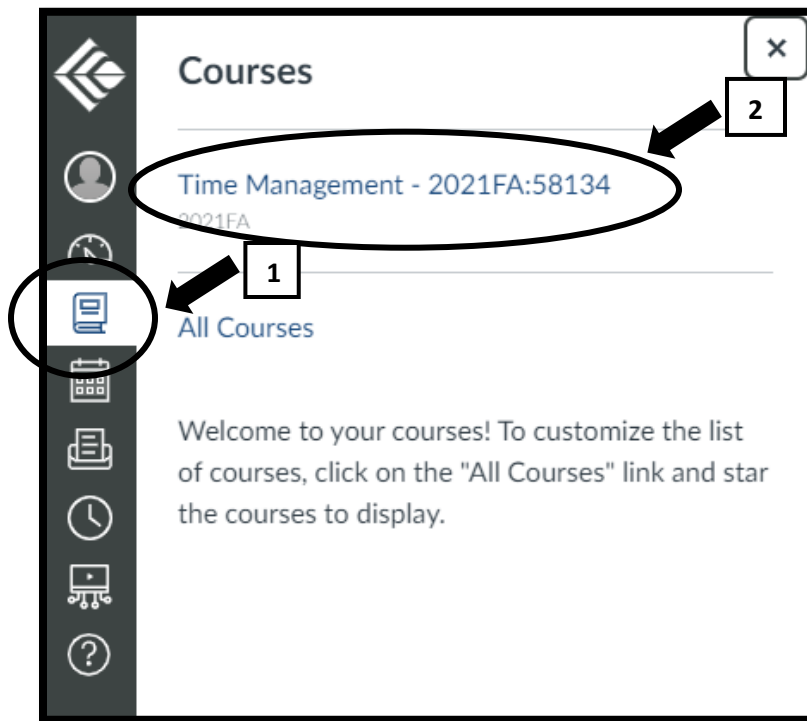 Courses
×
2
Time Management - 2021FA:58134
2021FA
1
All Courses
Welcome to your courses! To customize the list
of courses, click on the "All Courses" link and star
the courses to display.
?